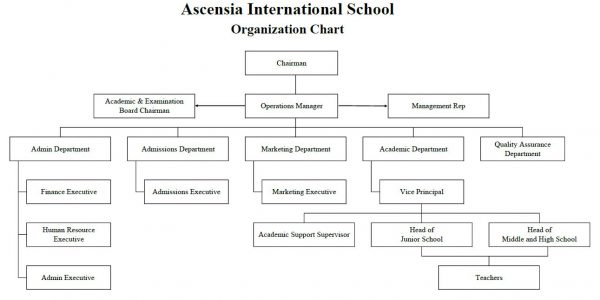 Ascensia International School
Organization Chart
Chairman
Academic & Examination
Board Chairman
Operations Manager
Management Rep
Admin Department
Admissions Department
Marketing Department
Academic Department
Quality Assurance
Department
Finance Executive
Admissions Executive
Marketing Executive
Vice Principal
Human Resource
Executive
Academic Support Supervisor
Head of
Junior School
Head of
Middle and High School
Admin Executive
Teachers